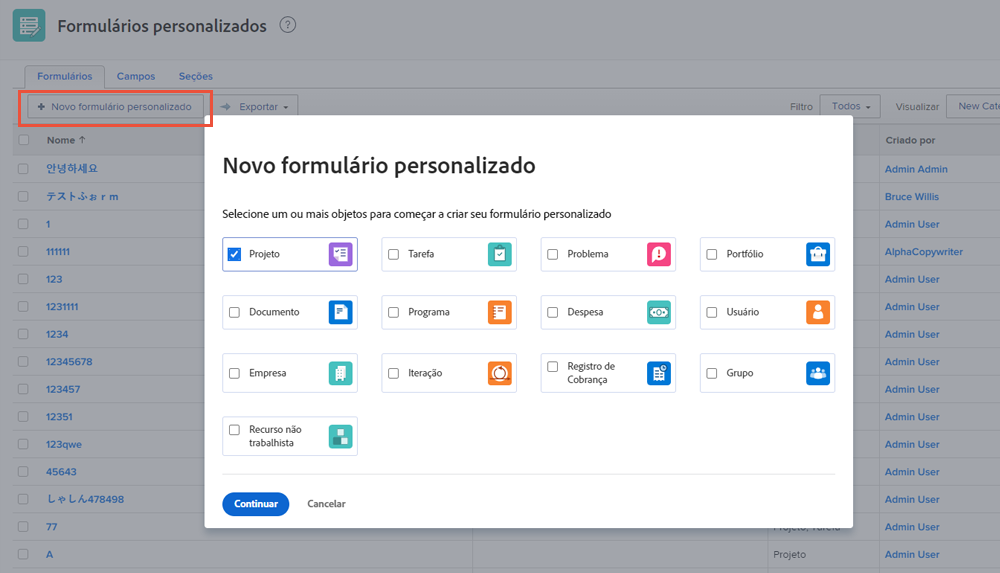 Formulários personalizados ?
Formulários Campos Seções
+ Novo formulário personalizado Exportar Filtro Todos Visualizar New Cate
Nome ↑ Criado por
안녕하세요 Admin Admin
テストふぉｒｍ Bruce Willis
1 Admin User
111111 AlphaCopywriter
123 Admin User
1231111 Admin User
1234 Admin User
12345678 Admin User
123457 Admin User
12351 Admin User
123qwe Admin User
45643 Admin User
しゃしん478498 Admin User
77 Projeto, Tarefa Admin User
A Projeto Admin User
Novo formulário personalizado
Selecione um ou mais objetos para começar a criar seu formulário personalizado
Projeto Tarefa Problema Portfólio
Documento Programa Despesa Usuário
Empresa Iteração Registro de Cobrança Grupo
Recurso não
trabalhista
Continuar Cancelar